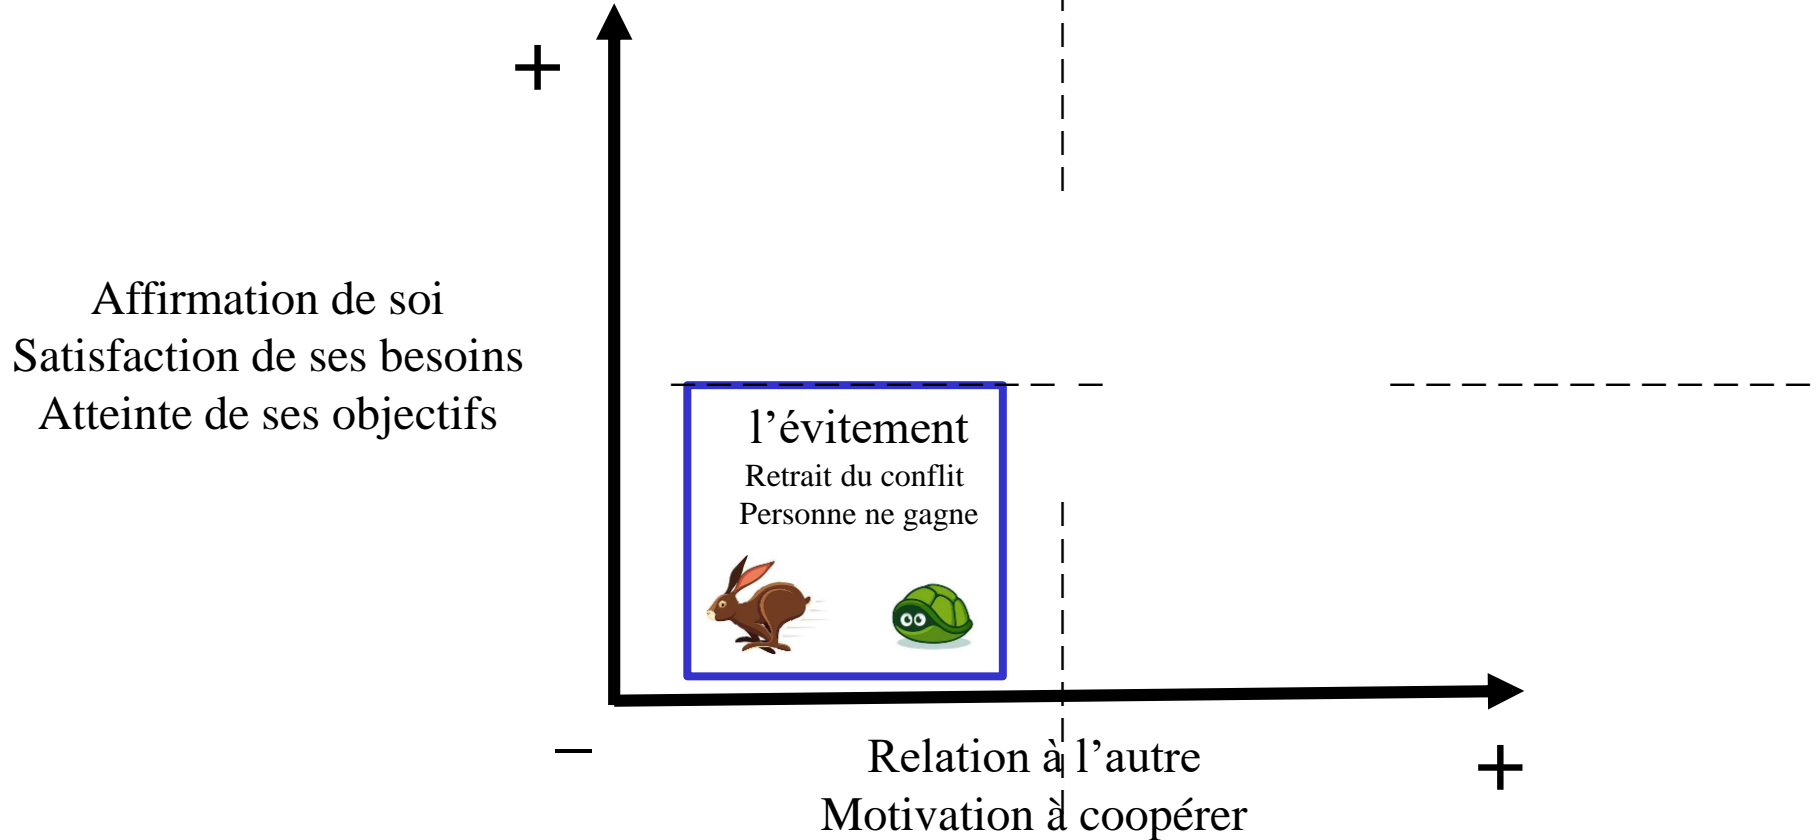 +
Affirmation de soi
Satisfaction de ses besoins
Atteinte de ses objectifs
l’évitement
Retrait du conflit
Personne ne gagne
–
+
Relation à l’autre
Motivation à coopérer